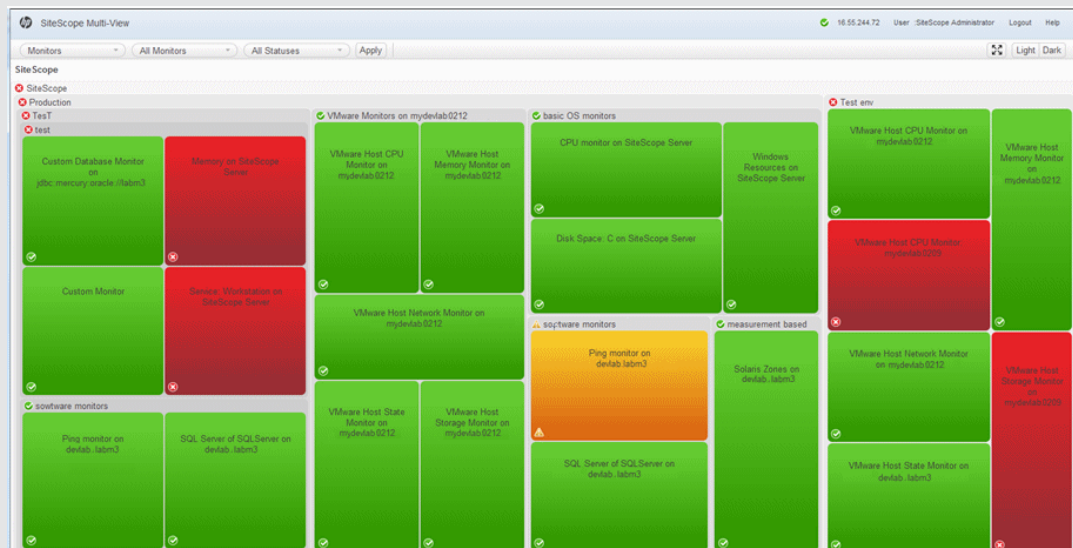 hp SiteScope Multi-View
16.55.244.72 User :SiteScope Administrator Logout Help
Monitors All Monitors All Statuses Apply Light Dark
SiteScope
SiteScope
Production
TesT
test
Custom Database Monitor
on
jdbc:mercury:oracle://labm3
Memory on SiteScope
Server
Custom Monitor
Service: Workstation on
SiteScope Server
sowtware monitors
Ping monitor on
devlab..labm3
SQL Server of SQLServer on
devlab..labm3
VMware Monitors on mydevlab0212
VMware Host CPU
Monitor on
mydevlab0212
VMware Host
Memory Monitor on
mydevlab0212
VMware Host Network Monitor on
mydevlab0212
VMware Host State
Monitor on
mydevlab0212
VMware Host
Storage Monitor on
mydevlab0212
basic OS monitors
CPU monitor on SiteScope Server
Disk Space: C on SiteScope Server
Windows
Resources on
SiteScope Server
software monitors
Ping monitor on
devlab.labm3
SQL Server of SQLServer on
devlab..labm3
measurement based
Solaris Zones on
devlab..labm3
Test env
VMware Host CPU Monitor on
mydevlab0212
VMware Host
Memory Monitor
on
mydevlab0212
VMware Host CPU Monitor
mydevlab0209
VMware Host Network Monitor
on mydevlab0212
VMware Host
Storage Monitor
on
mydevlab0209
VMware Host State Monitor on
devlab..labm3